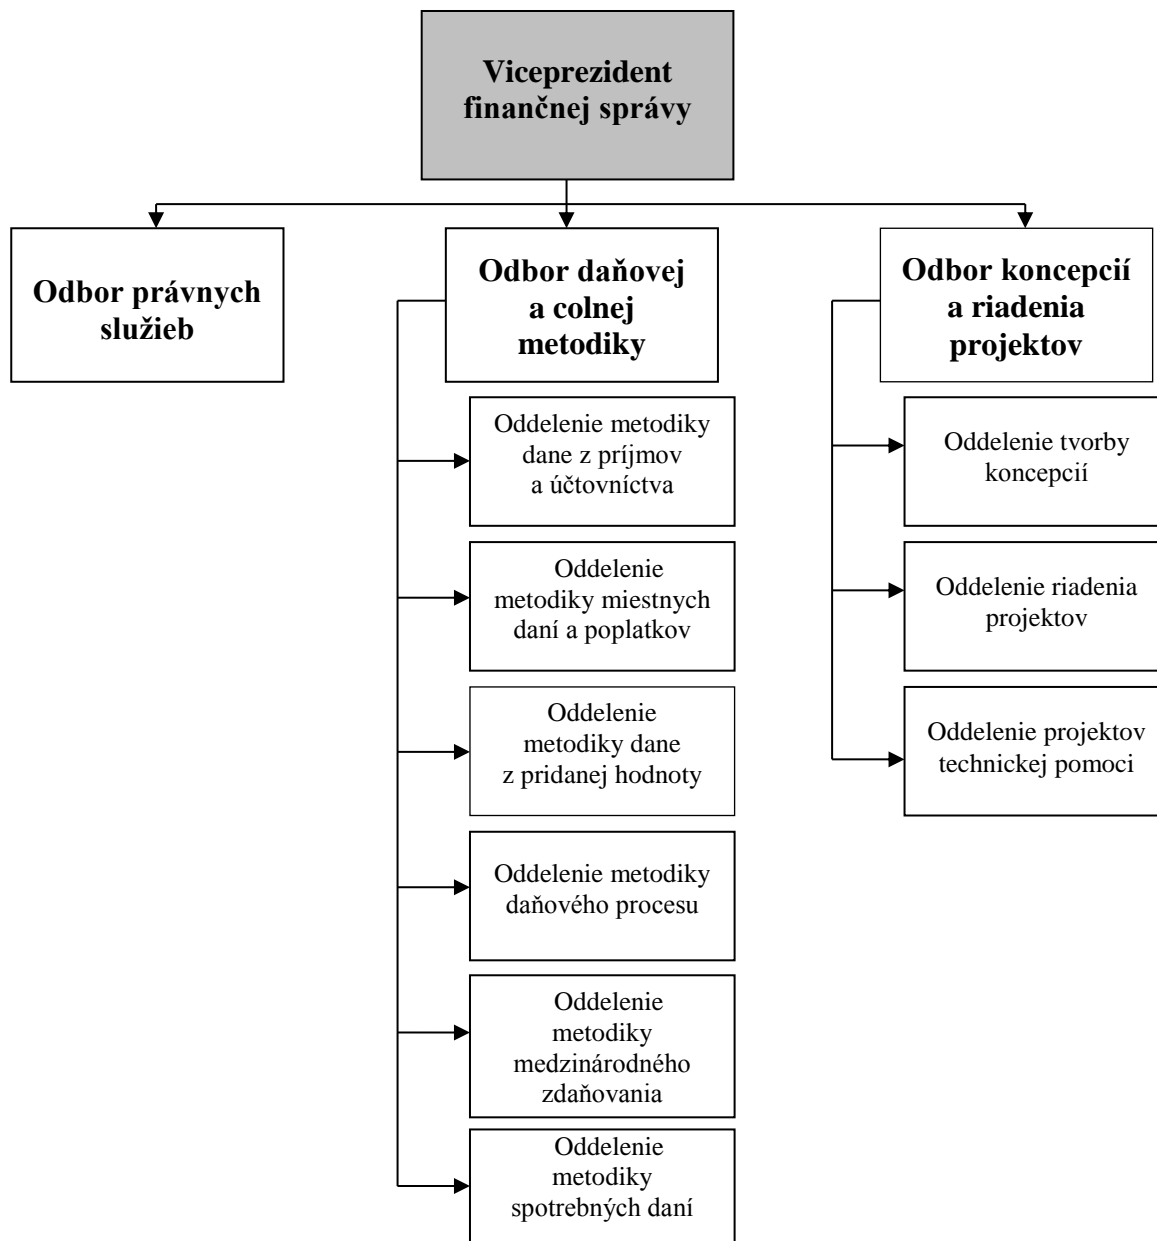 Viceprezident
finančnej správy
Odbor právnych
služieb
Odbor daňovej
a colnej
metodiky
Oddelenie metodiky
dane z príjmov
a účtovníctva
Oddelenie
metodiky miestnych
daní a poplatkov
Oddelenie
metodiky dane
z pridanej hodnoty
Oddelenie metodiky
daňového procesu
Oddelenie
metodiky
medzinárodného
zdaňovania
Oddelenie
metodiky
spotrebných daní
Odbor koncepcií
a riadenia
projektov
Oddelenie tvorby
koncepcií
Oddelenie riadenia
projektov
Oddelenie projektov
technickej pomoci